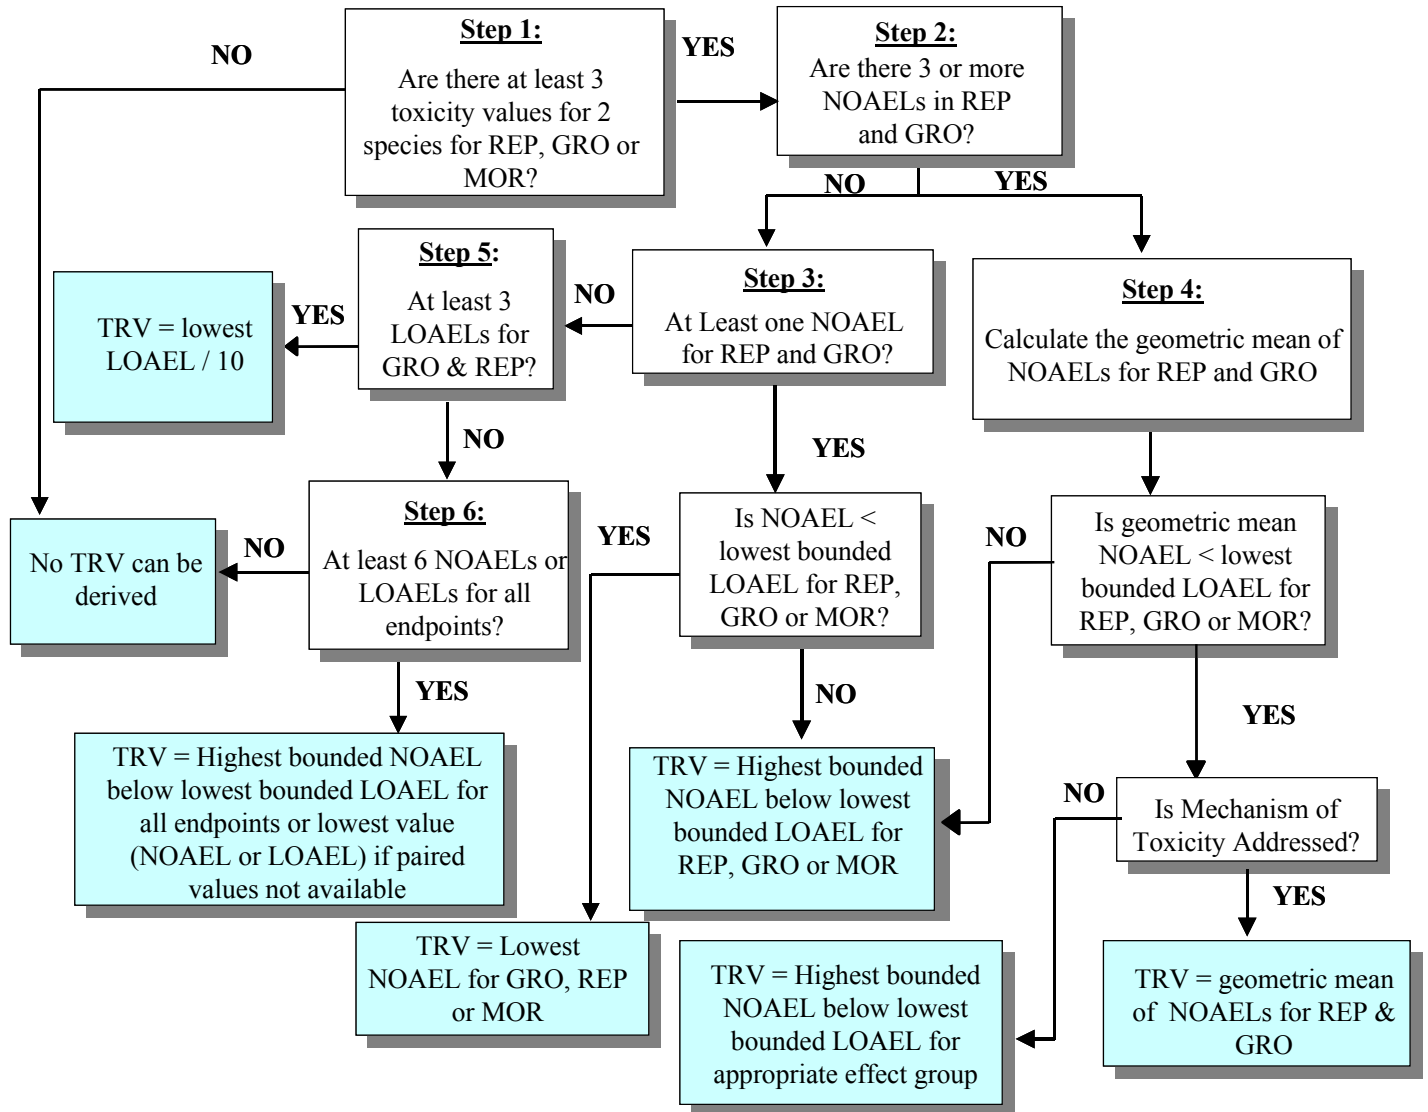 Step 1:
Are there at least 3
toxicity values for 2
species for REP, GRO or
MOR?
NO
YES
Step 2:
Are there 3 or more
NOAELs in REP
and GRO?
NO
YES
Step 5:
At least 3
LOAELs for
GRO & REP?
Step 3:
At Least one NOAEL
for REP and GRO?
Step 4:
Calculate the geometric mean of
NOAELs for REP and GRO
NO
YES
TRV = lowest
LOAEL / 10
NO
YES
Step 6:
At least 6 NOAELs or
LOAELs for all
endpoints?
NO
No TRV can be
derived
YES
Is NOAEL <
lowest bounded
LOAEL for REP,
GRO or MOR?
NO
Is geometric mean
NOAEL < lowest
bounded LOAEL for
REP, GRO or MOR?
YES
NO
YES
TRV = Highest bounded NOAEL
below lowest bounded LOAEL for
all endpoints or lowest value
(NOAEL or LOAEL) if paired
values not available
TRV = Highest bounded
NOAEL below lowest
bounded LOAEL for
REP, GRO or MOR
NO
Is Mechanism of
Toxicity Addressed?
YES
TRV = Lowest
NOAEL for GRO, REP
or MOR
TRV = Highest bounded
NOAEL below lowest
bounded LOAEL for
appropriate effect group
TRV = geometric mean
of NOAELs for REP &
GRO